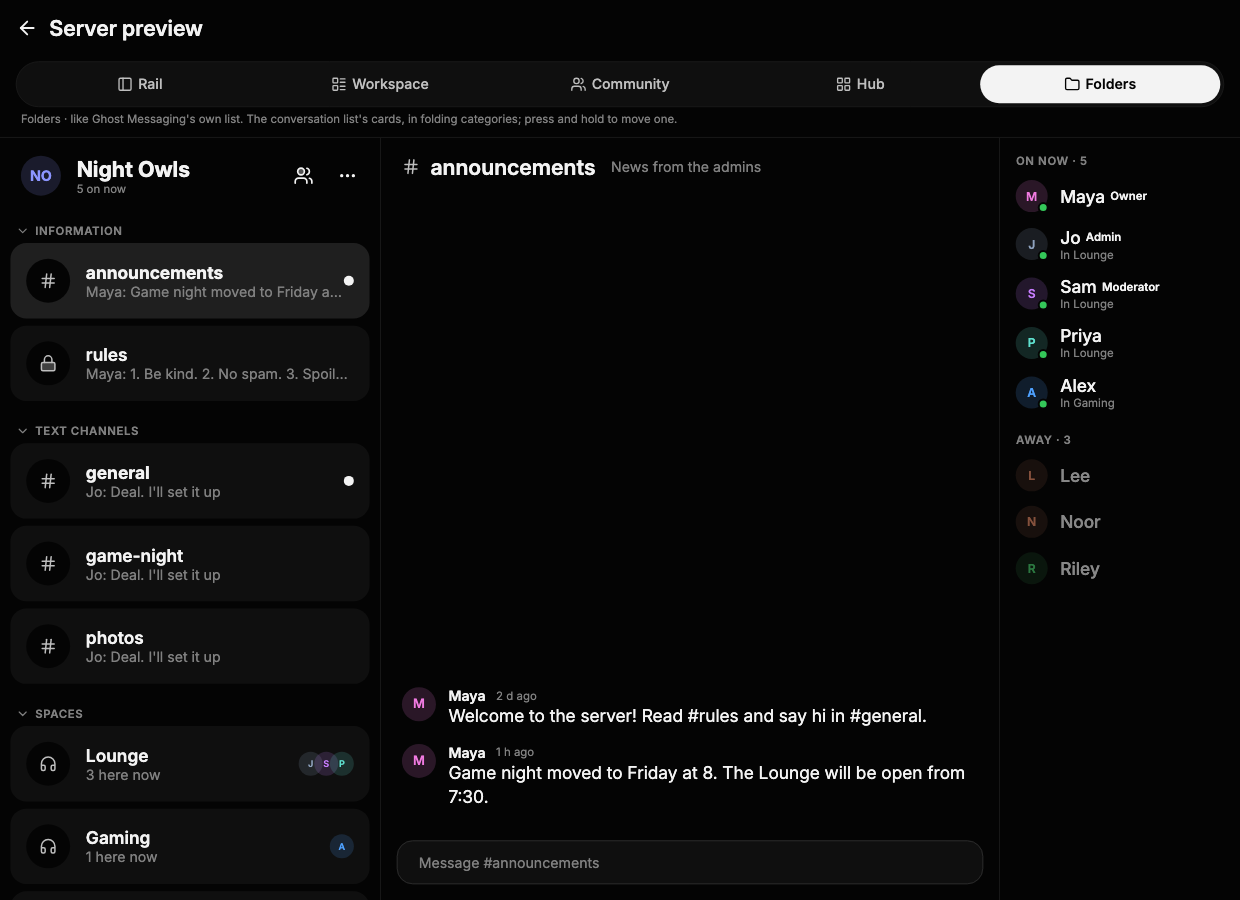 Server preview
Rail
Workspace
Community
Hub
Folders
Folders · like Ghost Messaging's own list. The conversation list's cards, in folding categories; press and hold to move one.
NO
Night Owls
5 on now
INFORMATION
# announcements
Maya: Game night moved to Friday a...
rules
Maya: 1. Be kind. 2. No spam. 3. Spoil...
TEXT CHANNELS
# general
Jo: Deal. I'll set it up
# game-night
Jo: Deal. I'll set it up
# photos
Jo: Deal. I'll set it up
SPACES
Lounge
3 here now
J S P
Gaming
1 here now
A
# announcements News from the admins
M
Maya 2 d ago
Welcome to the server! Read #rules and say hi in #general.
M
Maya 1 h ago
Game night moved to Friday at 8. The Lounge will be open from
7:30.
Message #announcements
ON NOW · 5
M
Maya Owner
J
Jo Admin
In Lounge
S
Sam Moderator
In Lounge
P
Priya
In Lounge
A
Alex
In Gaming
AWAY · 3
L
Lee
N
Noor
R
Riley